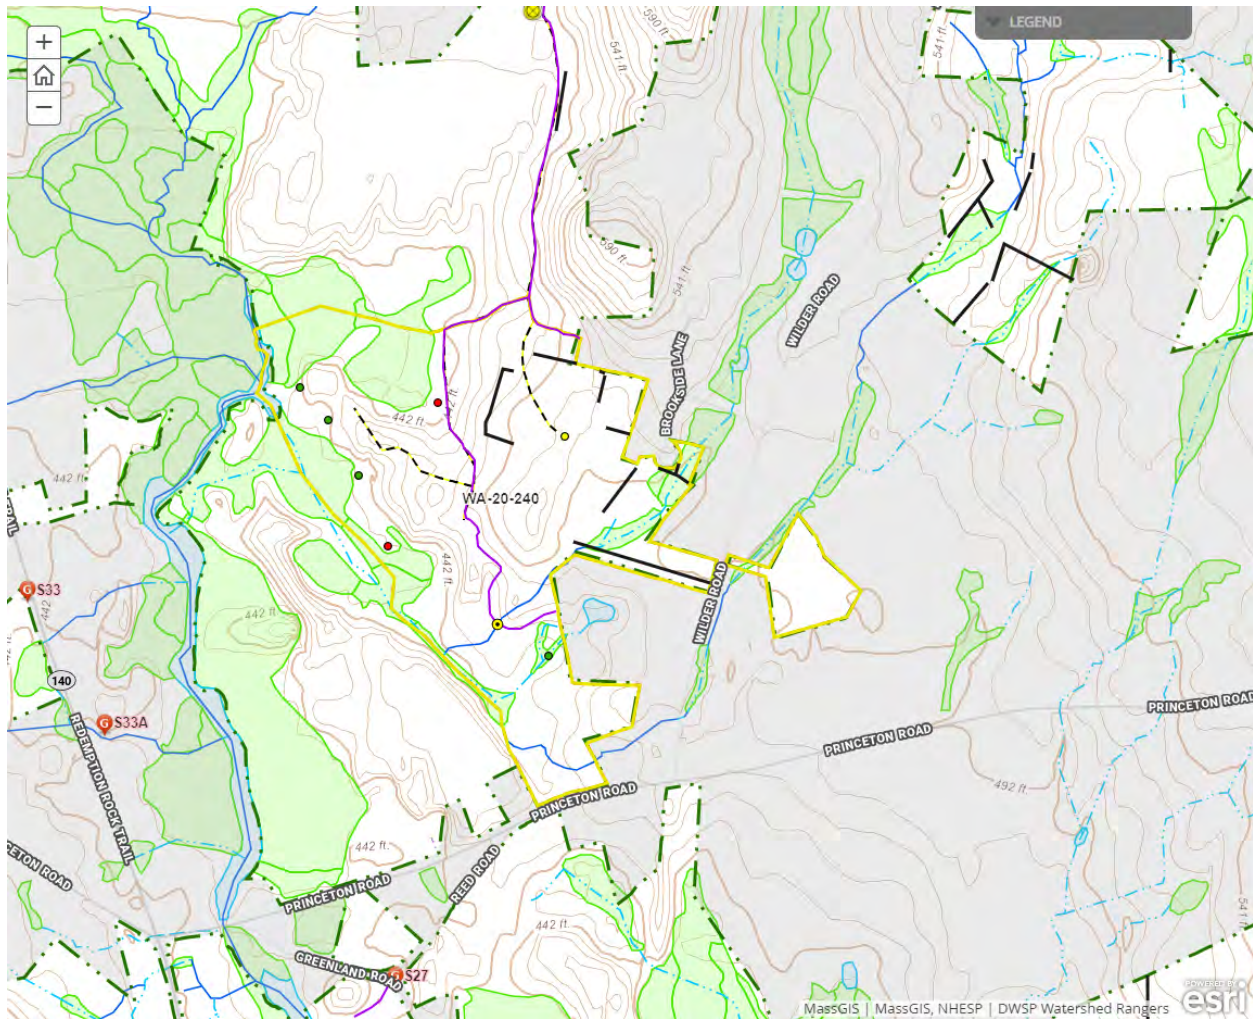 +
−
LEGEND
541 ft
590 ft
541 ft
590 ft.
541 ft.
WILDER ROAD
BROOKSIDE LANE
442 ft
442 ft
WA-20-240
442 ft.
442 ft
G S33
442
442 ft
WILDER ROAD
140
G S33A
REDEMPTION ROCK TRAIL
PRINCETON ROAD
PRINCETON ROAD
492 ft.
PRINCETON ROAD
442 ft.
REED ROAD
PRINCETON ROAD
541 ft
GREENLAND ROAD
G S27
MassGIS | MassGIS, NHESP | DWSP Watershed Rangers
POWERED BY
esri